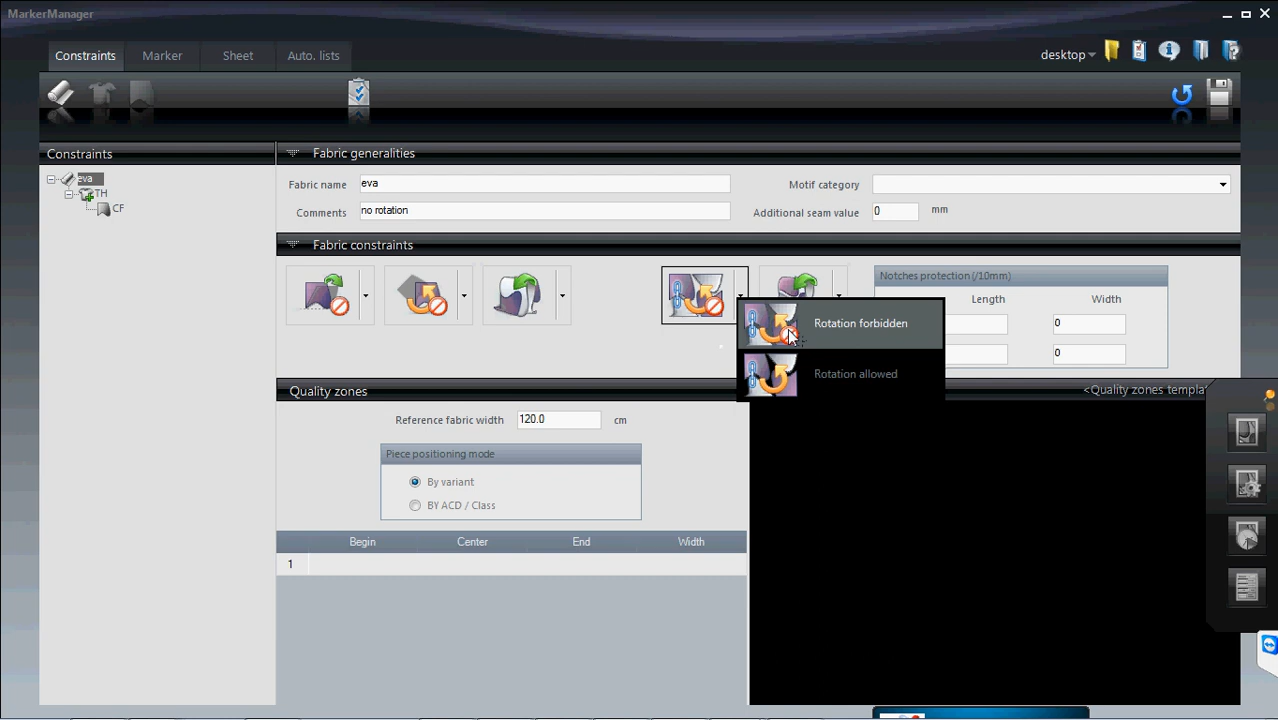 MarkerManager
Constraints Marker Sheet Auto. lists
desktop
Constraints
eva
TH
CF
Fabric generalities
Fabric name eva Motif category
Comments no rotation Additional seam value 0 mm
Fabric constraints
Notches protection (/10mm)
Length Width
Rotation forbidden 0
0
Rotation allowed
Quality zones <Quality zones templa
Reference fabric width 120.0 cm
Piece positioning mode
By variant
BY ACD / Class
Begin Center End Width
1